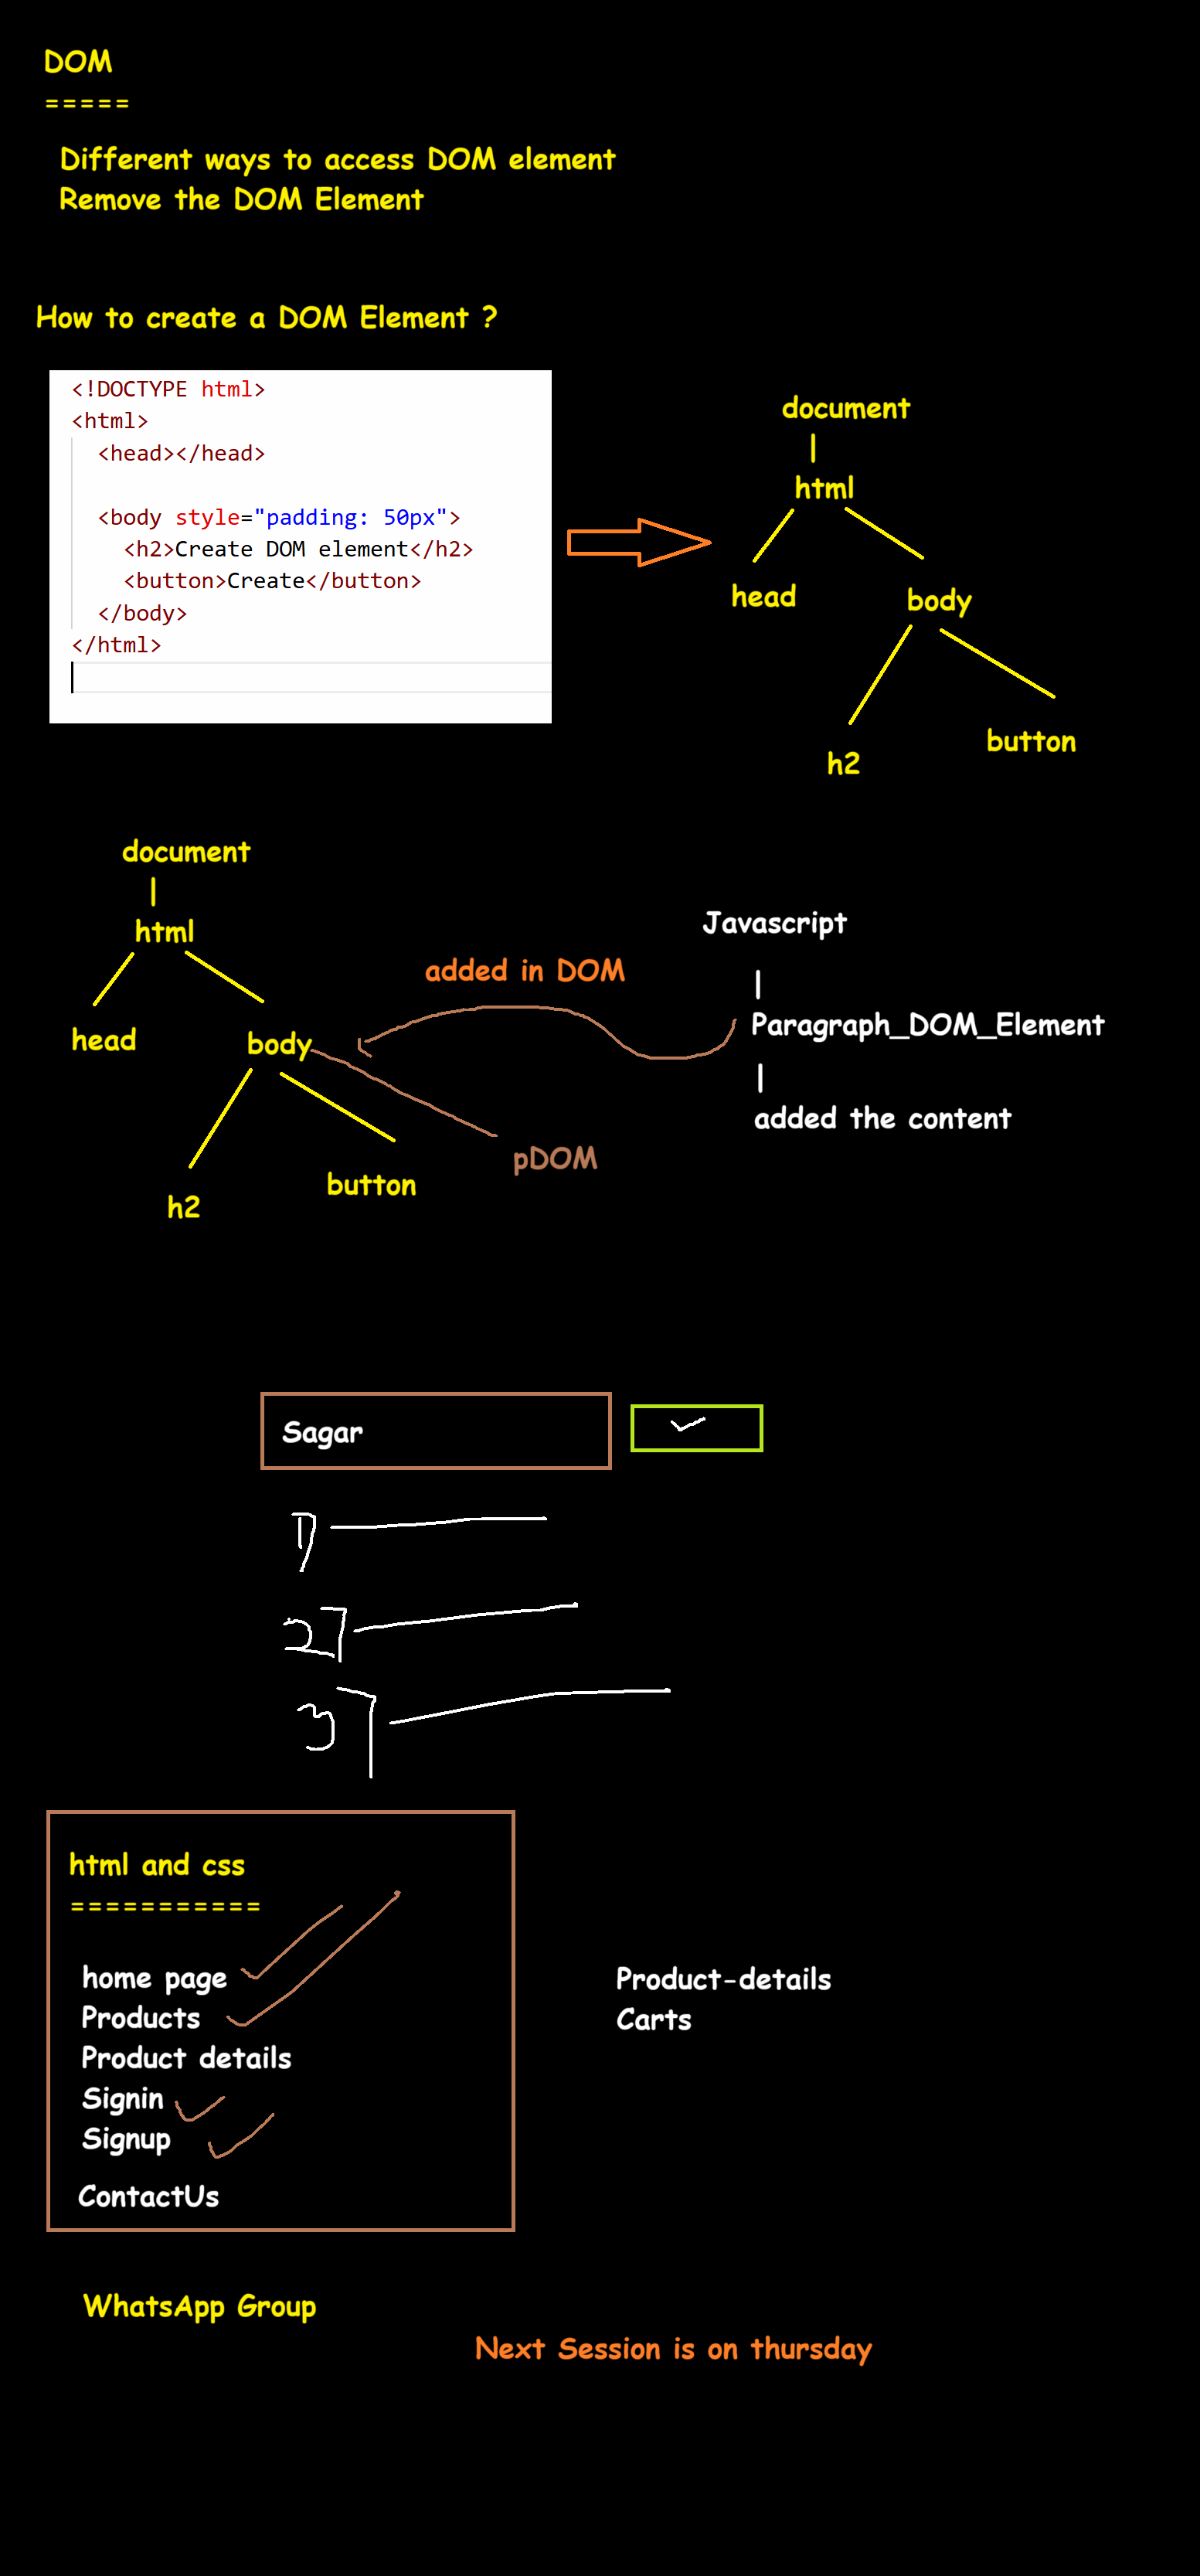 DOM
=====
Different ways to access DOM element
Remove the DOM Element
How to create a DOM Element ?
<!DOCTYPE html>
<html>
<head></head>
<body style="padding: 50px">
<h2>Create DOM element</h2>
<button>Create</button>
</body>
</html>
document
|
html
head
body
h2
button
document
|
html
head
body
h2
button
added in DOM
pDOM
Javascript
|
Paragraph_DOM_Element
|
added the content
Sagar
1)
2)
3)
html and css
===========
home page
Products
Product details
Signin
Signup
ContactUs
Product-details
Carts
WhatsApp Group
Next Session is on thursday